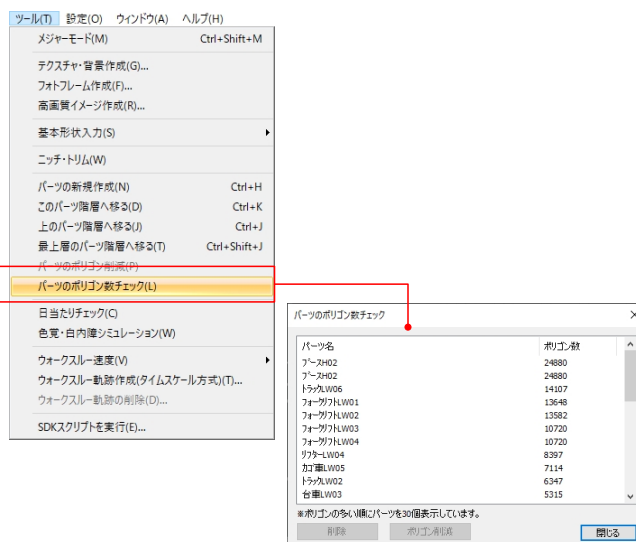 ツール(T) 設定(O) ウィンドウ(A) ヘルプ(H)
メジャーモード(M) Ctrl+Shift+M
テクスチャ・背景作成(G)...
フォトフレーム作成(F)...
高画質イメージ作成(R)...
基本形状入力(S)
ニッチ・トリム(W)
パーツの新規作成(N) Ctrl+H
このパーツ階層へ移る(D) Ctrl+K
上のパーツ階層へ移る(J) Ctrl+J
最上層のパーツ階層へ移る(T) Ctrl+Shift+J
パーツのポリゴン削減(P)
パーツのポリゴン数チェック(L)
日当たりチェック(C)
色覚・白内障シミュレーション(W)
ウォークスルー速度(V)
ウォークスルー軌跡作成(タイムスケール方式)(T)...
ウォークスルー軌跡の削除(D)...
SDKスクリプトを実行(E)...
パーツのポリゴン数チェック
パーツ名 ポリゴン数
ブースH02 24880
ブースH02 24880
トラックLW06 14107
フォークリフトLW01 13648
フォークリフトLW02 13582
フォークリフトLW03 10720
フォークリフトLW04 10720
リフターLW04 8397
カゴ車LW05 7114
トラックLW02 6347
台車LW03 5315
※ポリゴンの多い順にパーツを30個表示しています。
削除 ポリゴン削減 閉じる